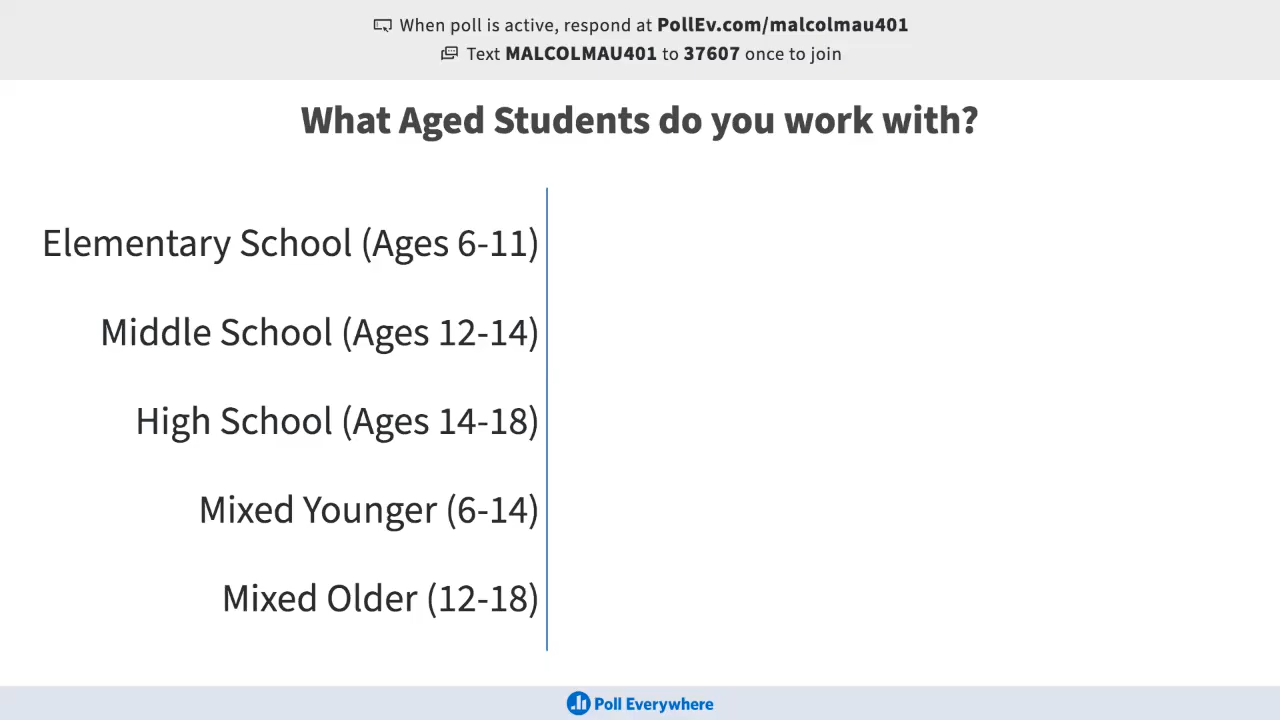 When poll is active, respond at PollEv.com/malcolmau401
Text MALCOLMAU401 to 37607 once to join
What Aged Students do you work with?
Elementary School (Ages 6-11)
Middle School (Ages 12-14)
High School (Ages 14-18)
Mixed Younger (6-14)
Mixed Older (12-18)
Poll Everywhere